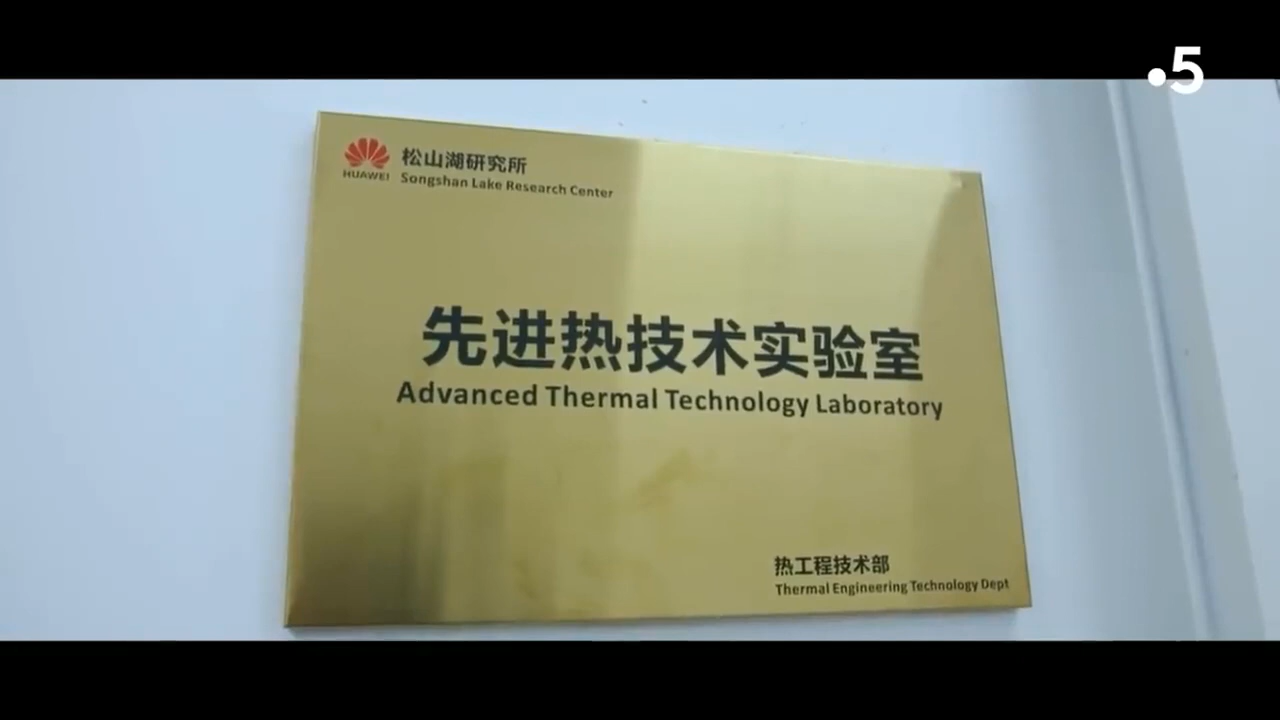 •5
松山湖研究所
HUAWEI
Songshan Lake Research Center
先进热技术实验室
Advanced Thermal Technology Laboratory
热工程技术部
Thermal Engineering Technology Dept